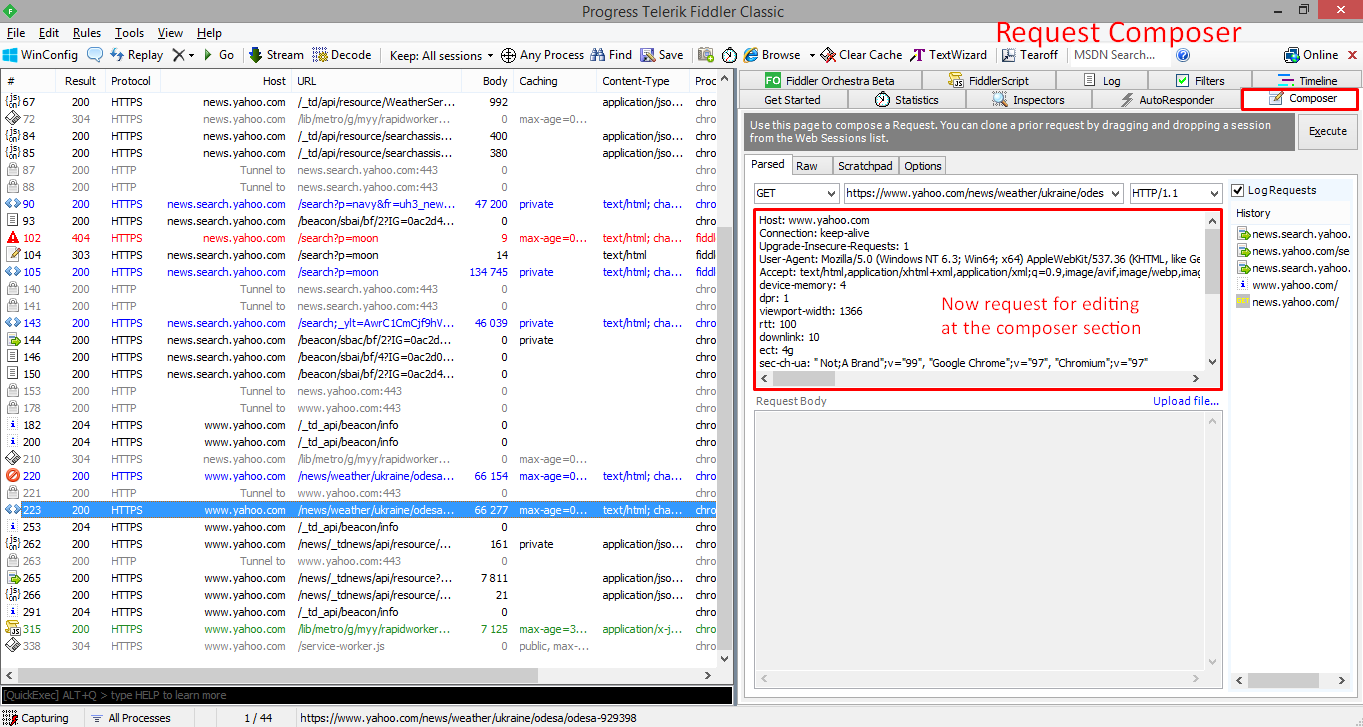 Progress Telerik Fiddler Classic
File Edit Rules Tools View Help
Request Composer
WinConfig Replay Go Stream Decode Keep: All sessions Any Process Find Save Browse Clear Cache TextWizard Tearoff MSDN Search... Online
# Result Protocol Host URL Body Caching Content-Type Proc
67 200 HTTPS news.yahoo.com /_td/api/resource/WeatherSer... 992 application/jso... chro
72 304 HTTPS news.yahoo.com /lib/metro/g/myy/rapidworker... 0 max-age=0... chro
84 200 HTTPS news.yahoo.com /_td/api/resource/searchassis... 400 application/jso... chro
85 200 HTTPS news.yahoo.com /_td/api/resource/searchassis... 380 application/jso... chro
87 200 HTTP Tunnel to news.search.yahoo.com:443 0 chro
88 200 HTTP Tunnel to news.search.yahoo.com:443 0 chro
90 200 HTTPS news.search.yahoo.com /search?p=navy&fr=uh3_new... 47 200 private text/html; cha... chro
93 200 HTTPS news.search.yahoo.com /beacon/sbai/bf/2?IG=0ac2d4... 0 chro
102 404 HTTPS news.yahoo.com /search?p=moon 9 max-age=0... text/html; cha... fiddl
104 303 HTTPS news.yahoo.com /search?p=moon 14 text/html chro
105 200 HTTPS news.search.yahoo.com /search?p=moon 134 745 private text/html; cha... chro
140 200 HTTP Tunnel to news.search.yahoo.com:443 0 chro
141 200 HTTP Tunnel to news.search.yahoo.com:443 0 chro
143 200 HTTPS news.search.yahoo.com /search;_ylt=AwrC1CmCjf9hV... 46 039 private text/html; cha... chro
144 200 HTTPS news.search.yahoo.com /beacon/sbac/bf/2?IG=0ac2d... 0 private chro
146 200 HTTPS news.search.yahoo.com /beacon/sbai/bf/4?IG=0ac2d0... 0 chro
150 200 HTTPS news.search.yahoo.com /beacon/sbai/bf/2?IG=0ac2d4... 0 chro
153 200 HTTP Tunnel to news.search.yahoo.com:443 0 chro
178 200 HTTP Tunnel to www.yahoo.com:443 0 chro
182 204 HTTPS www.yahoo.com /_td_api/beacon/info 0 chro
200 204 HTTPS www.yahoo.com /_td_api/beacon/info 0 chro
210 304 HTTPS news.yahoo.com /lib/metro/g/myy/rapidworker... 0 max-age=0... chro
220 200 HTTPS www.yahoo.com /news/weather/ukraine/odesa... 66 154 max-age=0... text/html; cha... chro
221 200 HTTP Tunnel to www.yahoo.com:443 0 chro
223 200 HTTPS www.yahoo.com /news/weather/ukraine/odesa... 66 277 max-age=0... text/html; cha... chro
253 204 HTTPS www.yahoo.com /_td_api/beacon/info 0 chro
262 200 HTTPS www.yahoo.com /news/_tdnews/api/resource/... 161 private application/jso... chro
263 200 HTTP Tunnel to www.yahoo.com:443 0 chro
265 200 HTTPS www.yahoo.com /news/_tdnews/api/resource?... 7 811 chro
266 200 HTTPS www.yahoo.com /news/_tdnews/api/resource/... 21 application/jso... chro
291 204 HTTPS www.yahoo.com /_td_api/beacon/info 0 chro
315 200 HTTPS www.yahoo.com /lib/metro/g/myy/rapidworker... 7 125 max-age=3... application/x-j... chro
338 304 HTTPS www.yahoo.com /service-worker.js 0 public, max-... chro
[QuickExec] ALT+Q > type HELP to learn more
Capturing All Processes 1 / 44 https://www.yahoo.com/news/weather/ukraine/odesa/odesa-929398
FO Fiddler Orchestra Beta FiddlerScript Log Filters Timeline
Get Started Statistics Inspectors AutoResponder Composer
Use this page to compose a Request. You can clone a prior request by dragging and dropping a session
from the Web Sessions list.
Execute
Parsed Raw Scratchpad Options
GET https://www.yahoo.com/news/weather/ukraine/odes HTTP/1.1
Host: www.yahoo.com
Connection: keep-alive
Upgrade-Insecure-Requests: 1
User-Agent: Mozilla/5.0 (Windows NT 6.3; Win64; x64) AppleWebKit/537.36 (KHTML, like Ge
Accept: text/html,application/xhtml+xml,application/xml;q=0.9,image/avif,image/webp,imag
device-memory: 4
dpr: 1
viewport-width: 1366
rtt: 100
downlink: 10
ect: 4g
sec-ch-ua: " Not;A Brand";v="99", "Google Chrome";v="97", "Chromium";v="97"
Now request for editing
at the composer section
Request Body Upload file...
Log Requests
History
news.search.yahoo.
news.yahoo.com/se
news.search.yahoo.
www.yahoo.com/
news.yahoo.com/